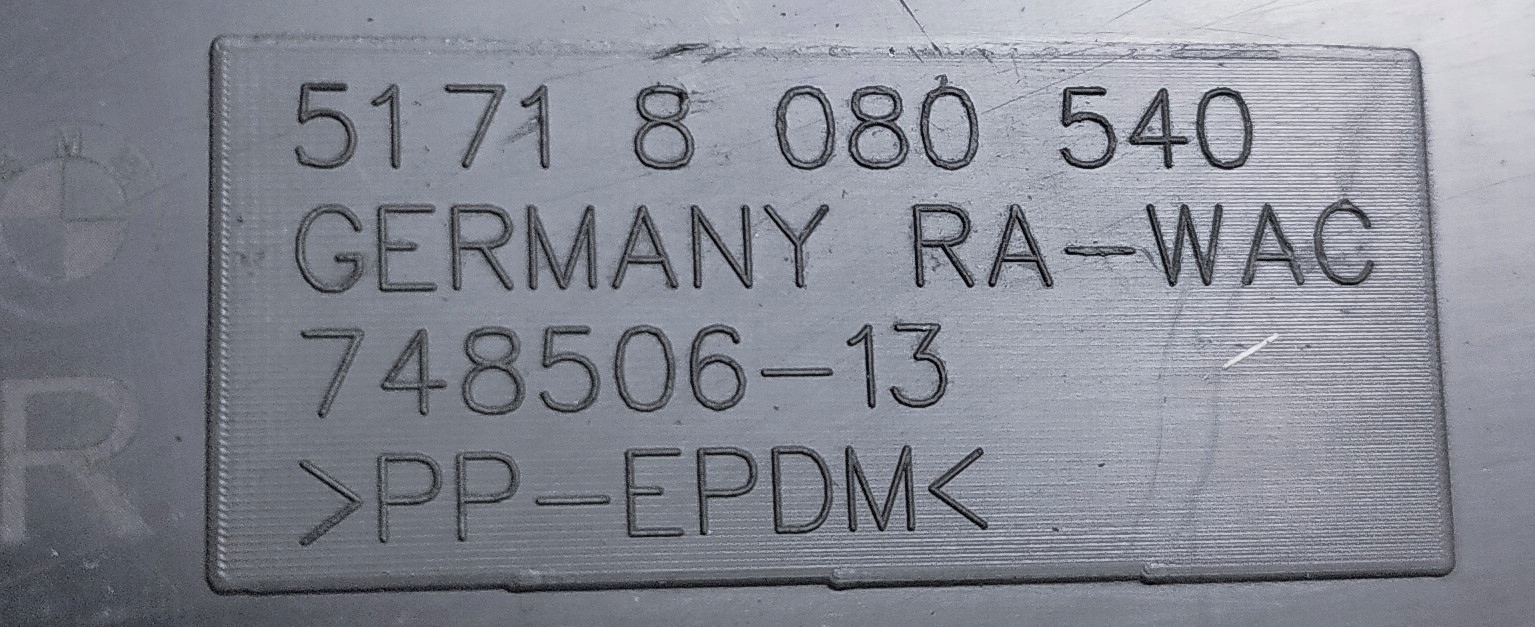 5171 8 080 540
GERMANY RA-WAC
748506-13
>PP-EPDM<
R